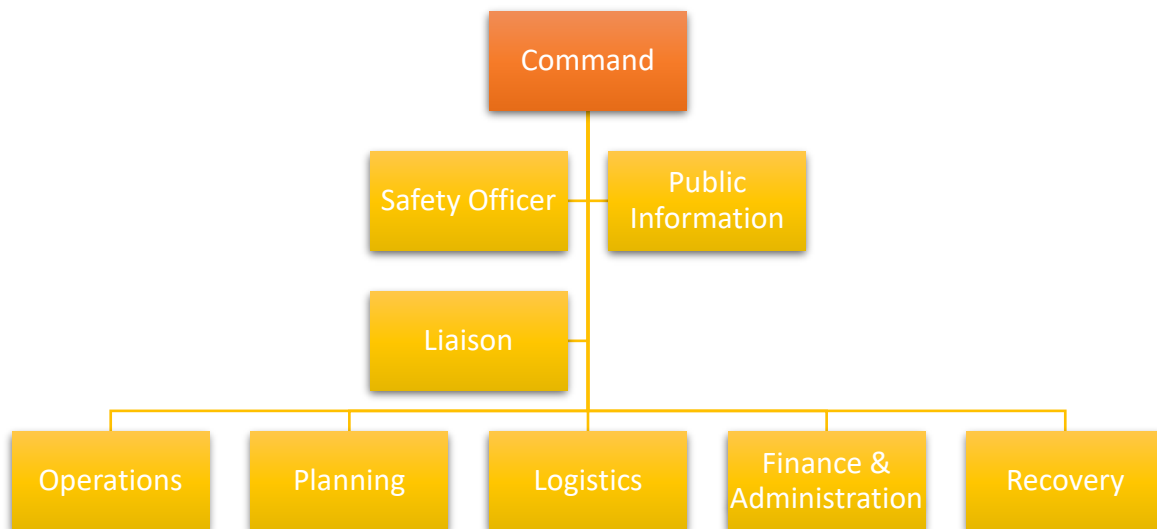 Command
Safety Officer
Public
Information
Liaison
Operations
Planning
Logistics
Finance &
Administration
Recovery